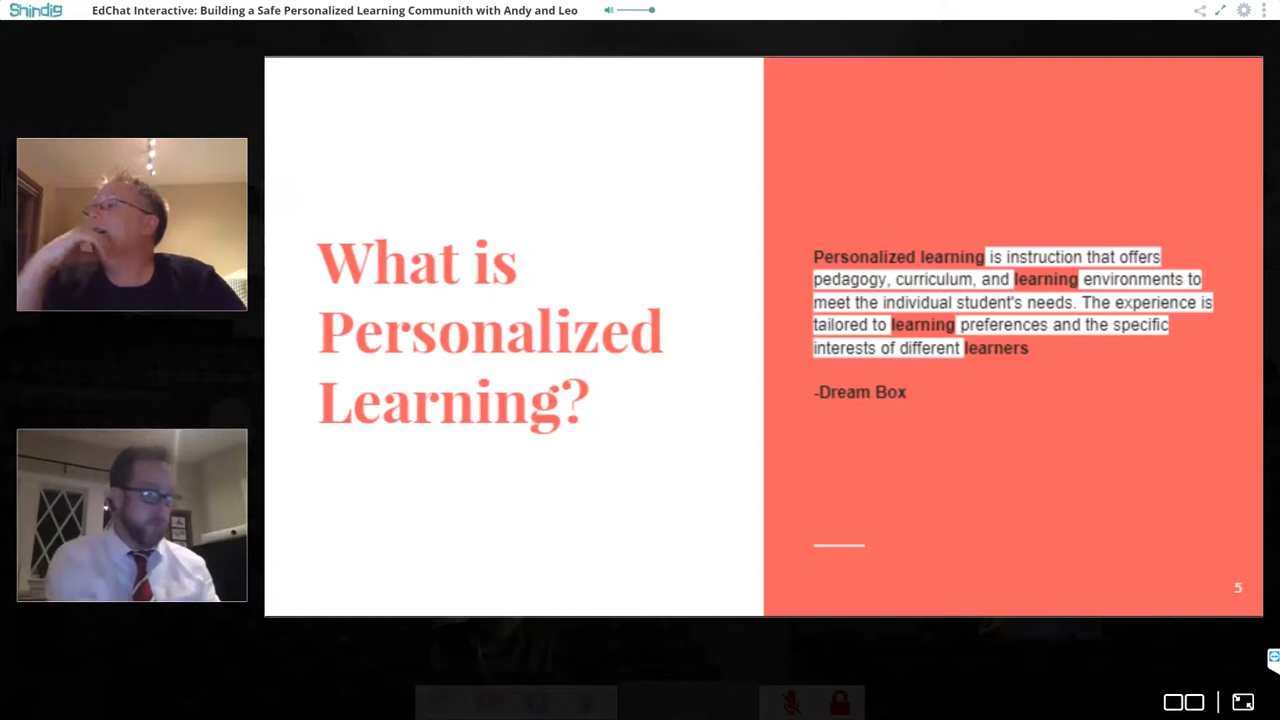 Shindig
EdChat Interactive: Building a Safe Personalized Learning Communith with Andy and Leo
What is
Personalized
Learning?
Personalized learning is instruction that offers
pedagogy, curriculum, and learning environments to
meet the individual student's needs. The experience is
tailored to learning preferences and the specific
interests of different learners
-Dream Box
5